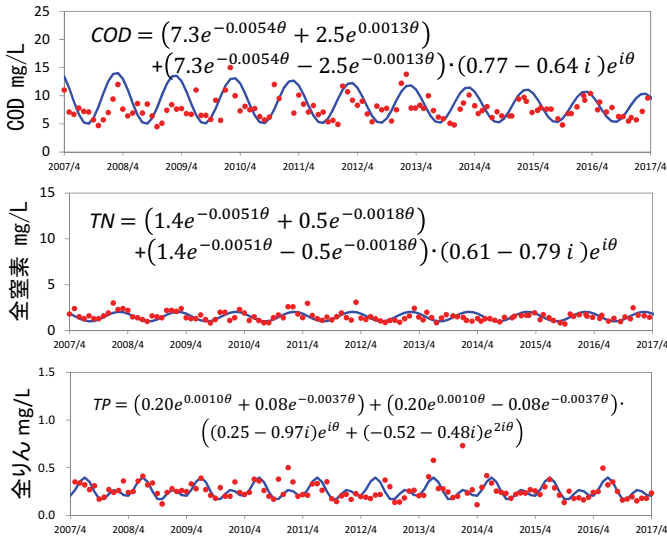 25
20
15
10
5
0
COD mg/L
COD = (7.3e^{-0.0054θ} + 2.5e^{0.0013θ})
+(7.3e^{-0.0054θ} − 2.5e^{-0.0013θ})·(0.77 − 0.64 i )e^{iθ}
2007/4 2008/4 2009/4 2010/4 2011/4 2012/4 2013/4 2014/4 2015/4 2016/4 2017/4
15
10
5
0
全窒素 mg/L
TN = (1.4e^{-0.0051θ} + 0.5e^{-0.0018θ})
+(1.4e^{-0.0051θ} − 0.5e^{-0.0018θ})·(0.61 − 0.79 i )e^{iθ}
2007/4 2008/4 2009/4 2010/4 2011/4 2012/4 2013/4 2014/4 2015/4 2016/4 2017/4
1.5
1.0
0.5
0.0
全りん mg/L
TP = (0.20e^{0.0010θ} + 0.08e^{-0.0037θ}) + (0.20e^{0.0010θ} − 0.08e^{-0.0037θ})·
((0.25 − 0.97i)e^{iθ} + (−0.52 − 0.48i)e^{2iθ})
2007/4 2008/4 2009/4 2010/4 2011/4 2012/4 2013/4 2014/4 2015/4 2016/4 2017/4